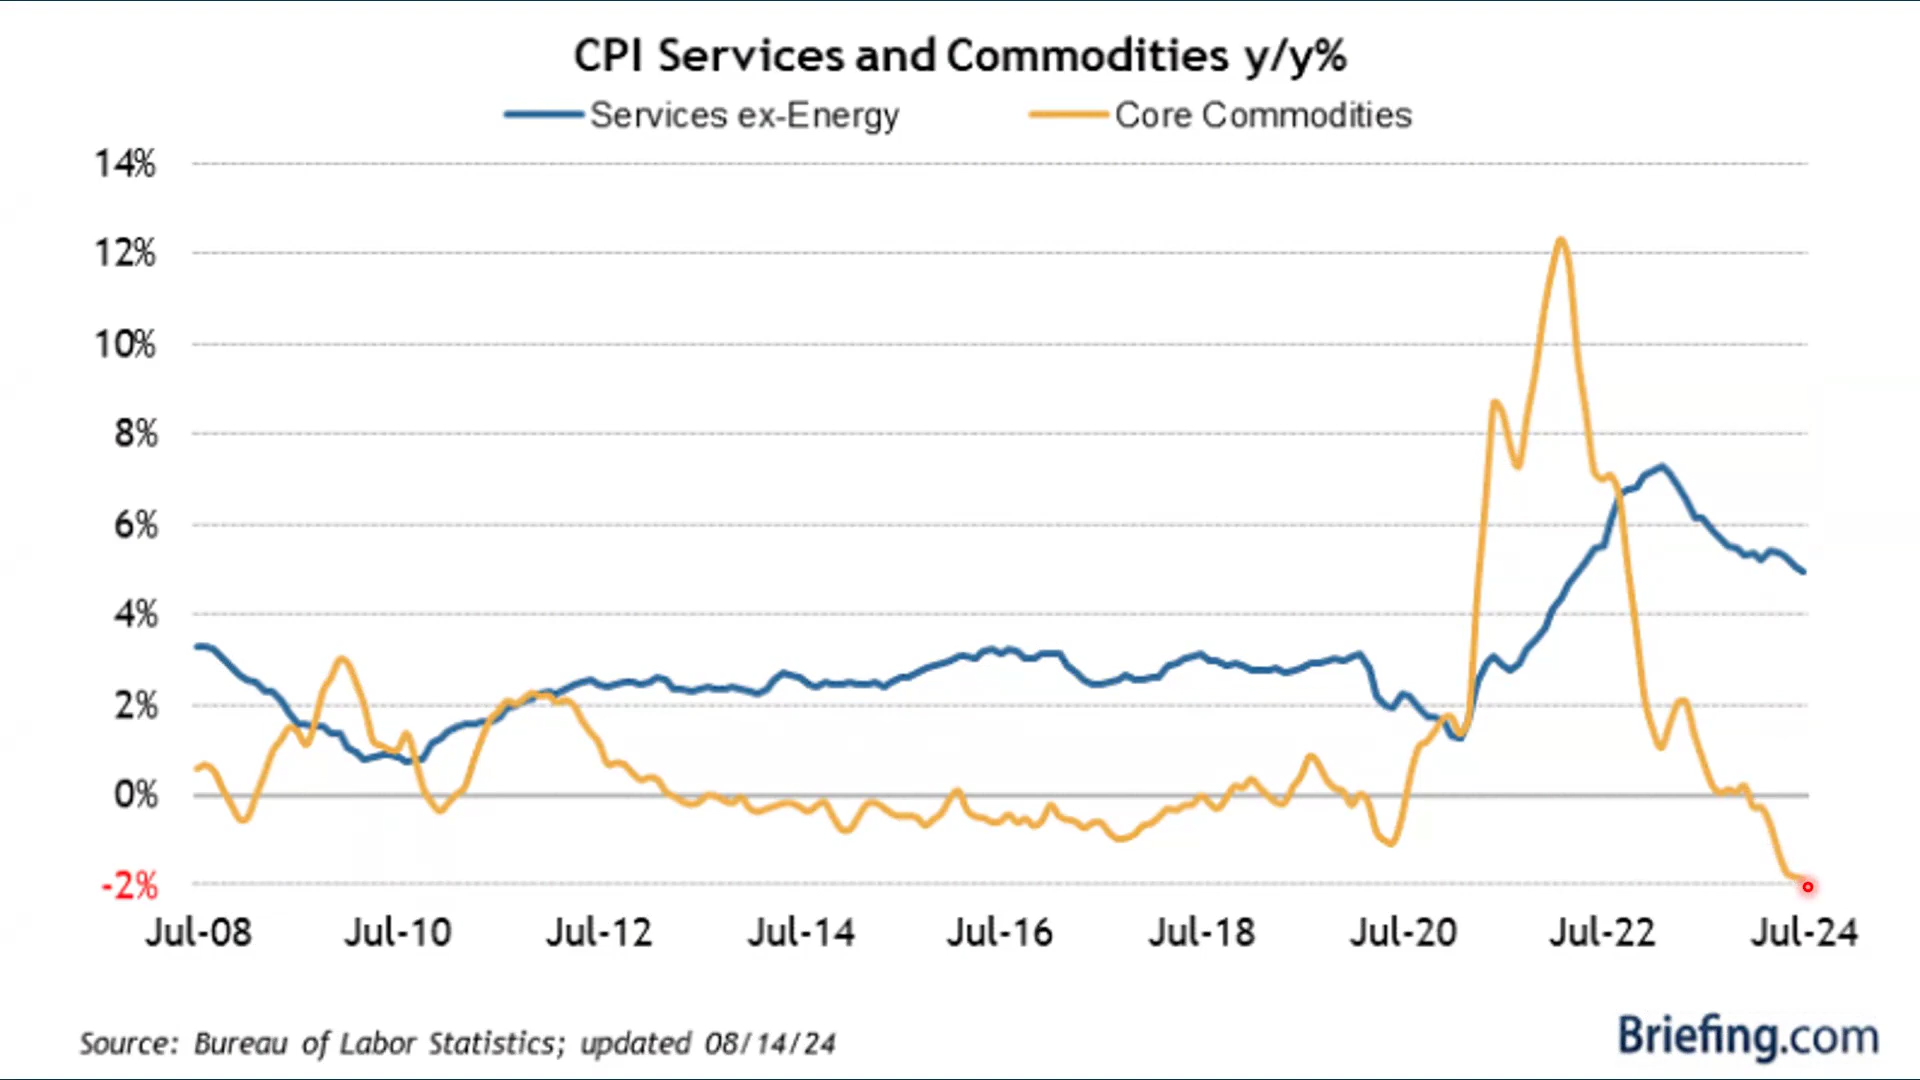 CPI Services and Commodities y/y%
Services ex-Energy Core Commodities
14%
12%
10%
8%
6%
4%
2%
0%
-2%
Jul-08 Jul-10 Jul-12 Jul-14 Jul-16 Jul-18 Jul-20 Jul-22 Jul-24
Source: Bureau of Labor Statistics; updated 08/14/24
Briefing.com